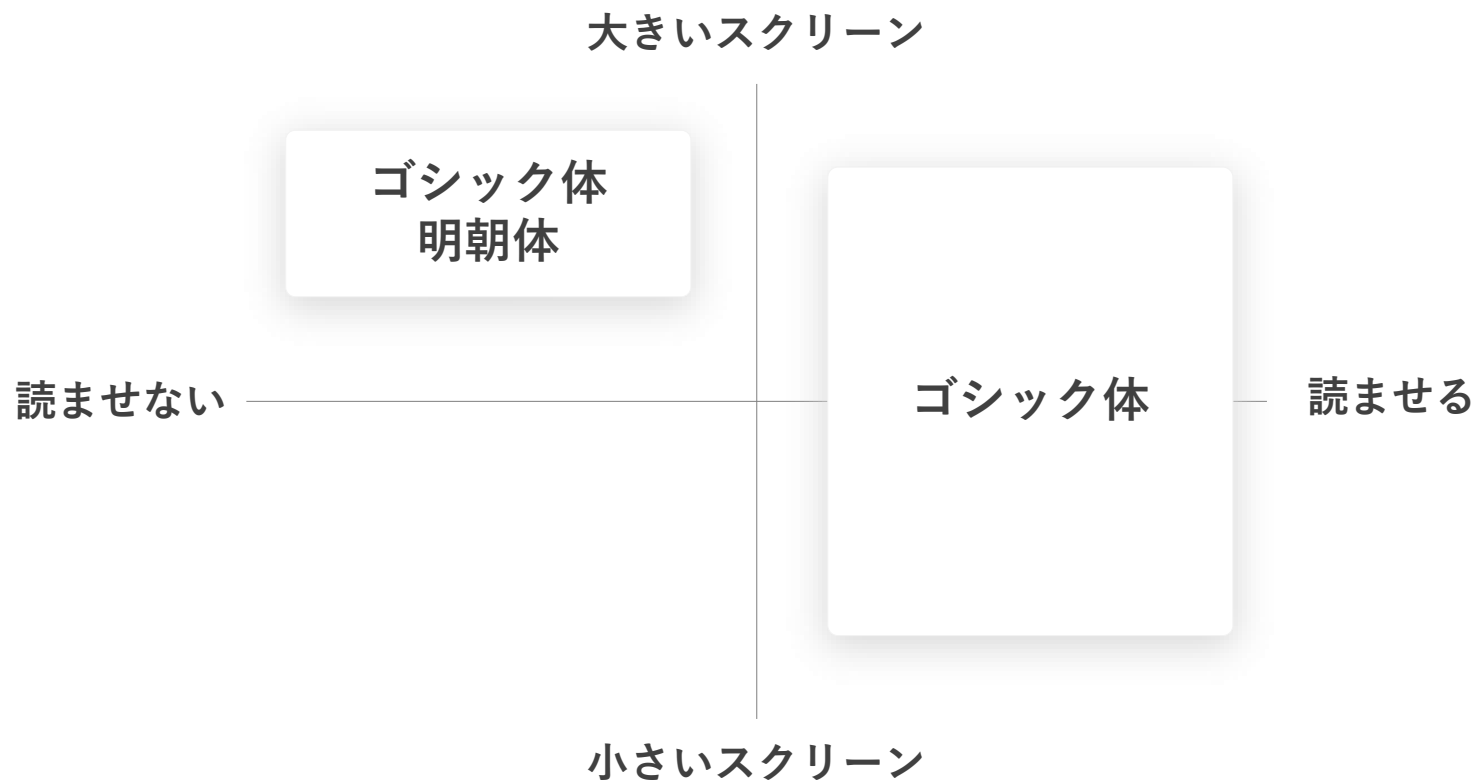 大きいスクリーン
ゴシック体
明朝体
読ませない
ゴシック体
読ませる
小さいスクリーン